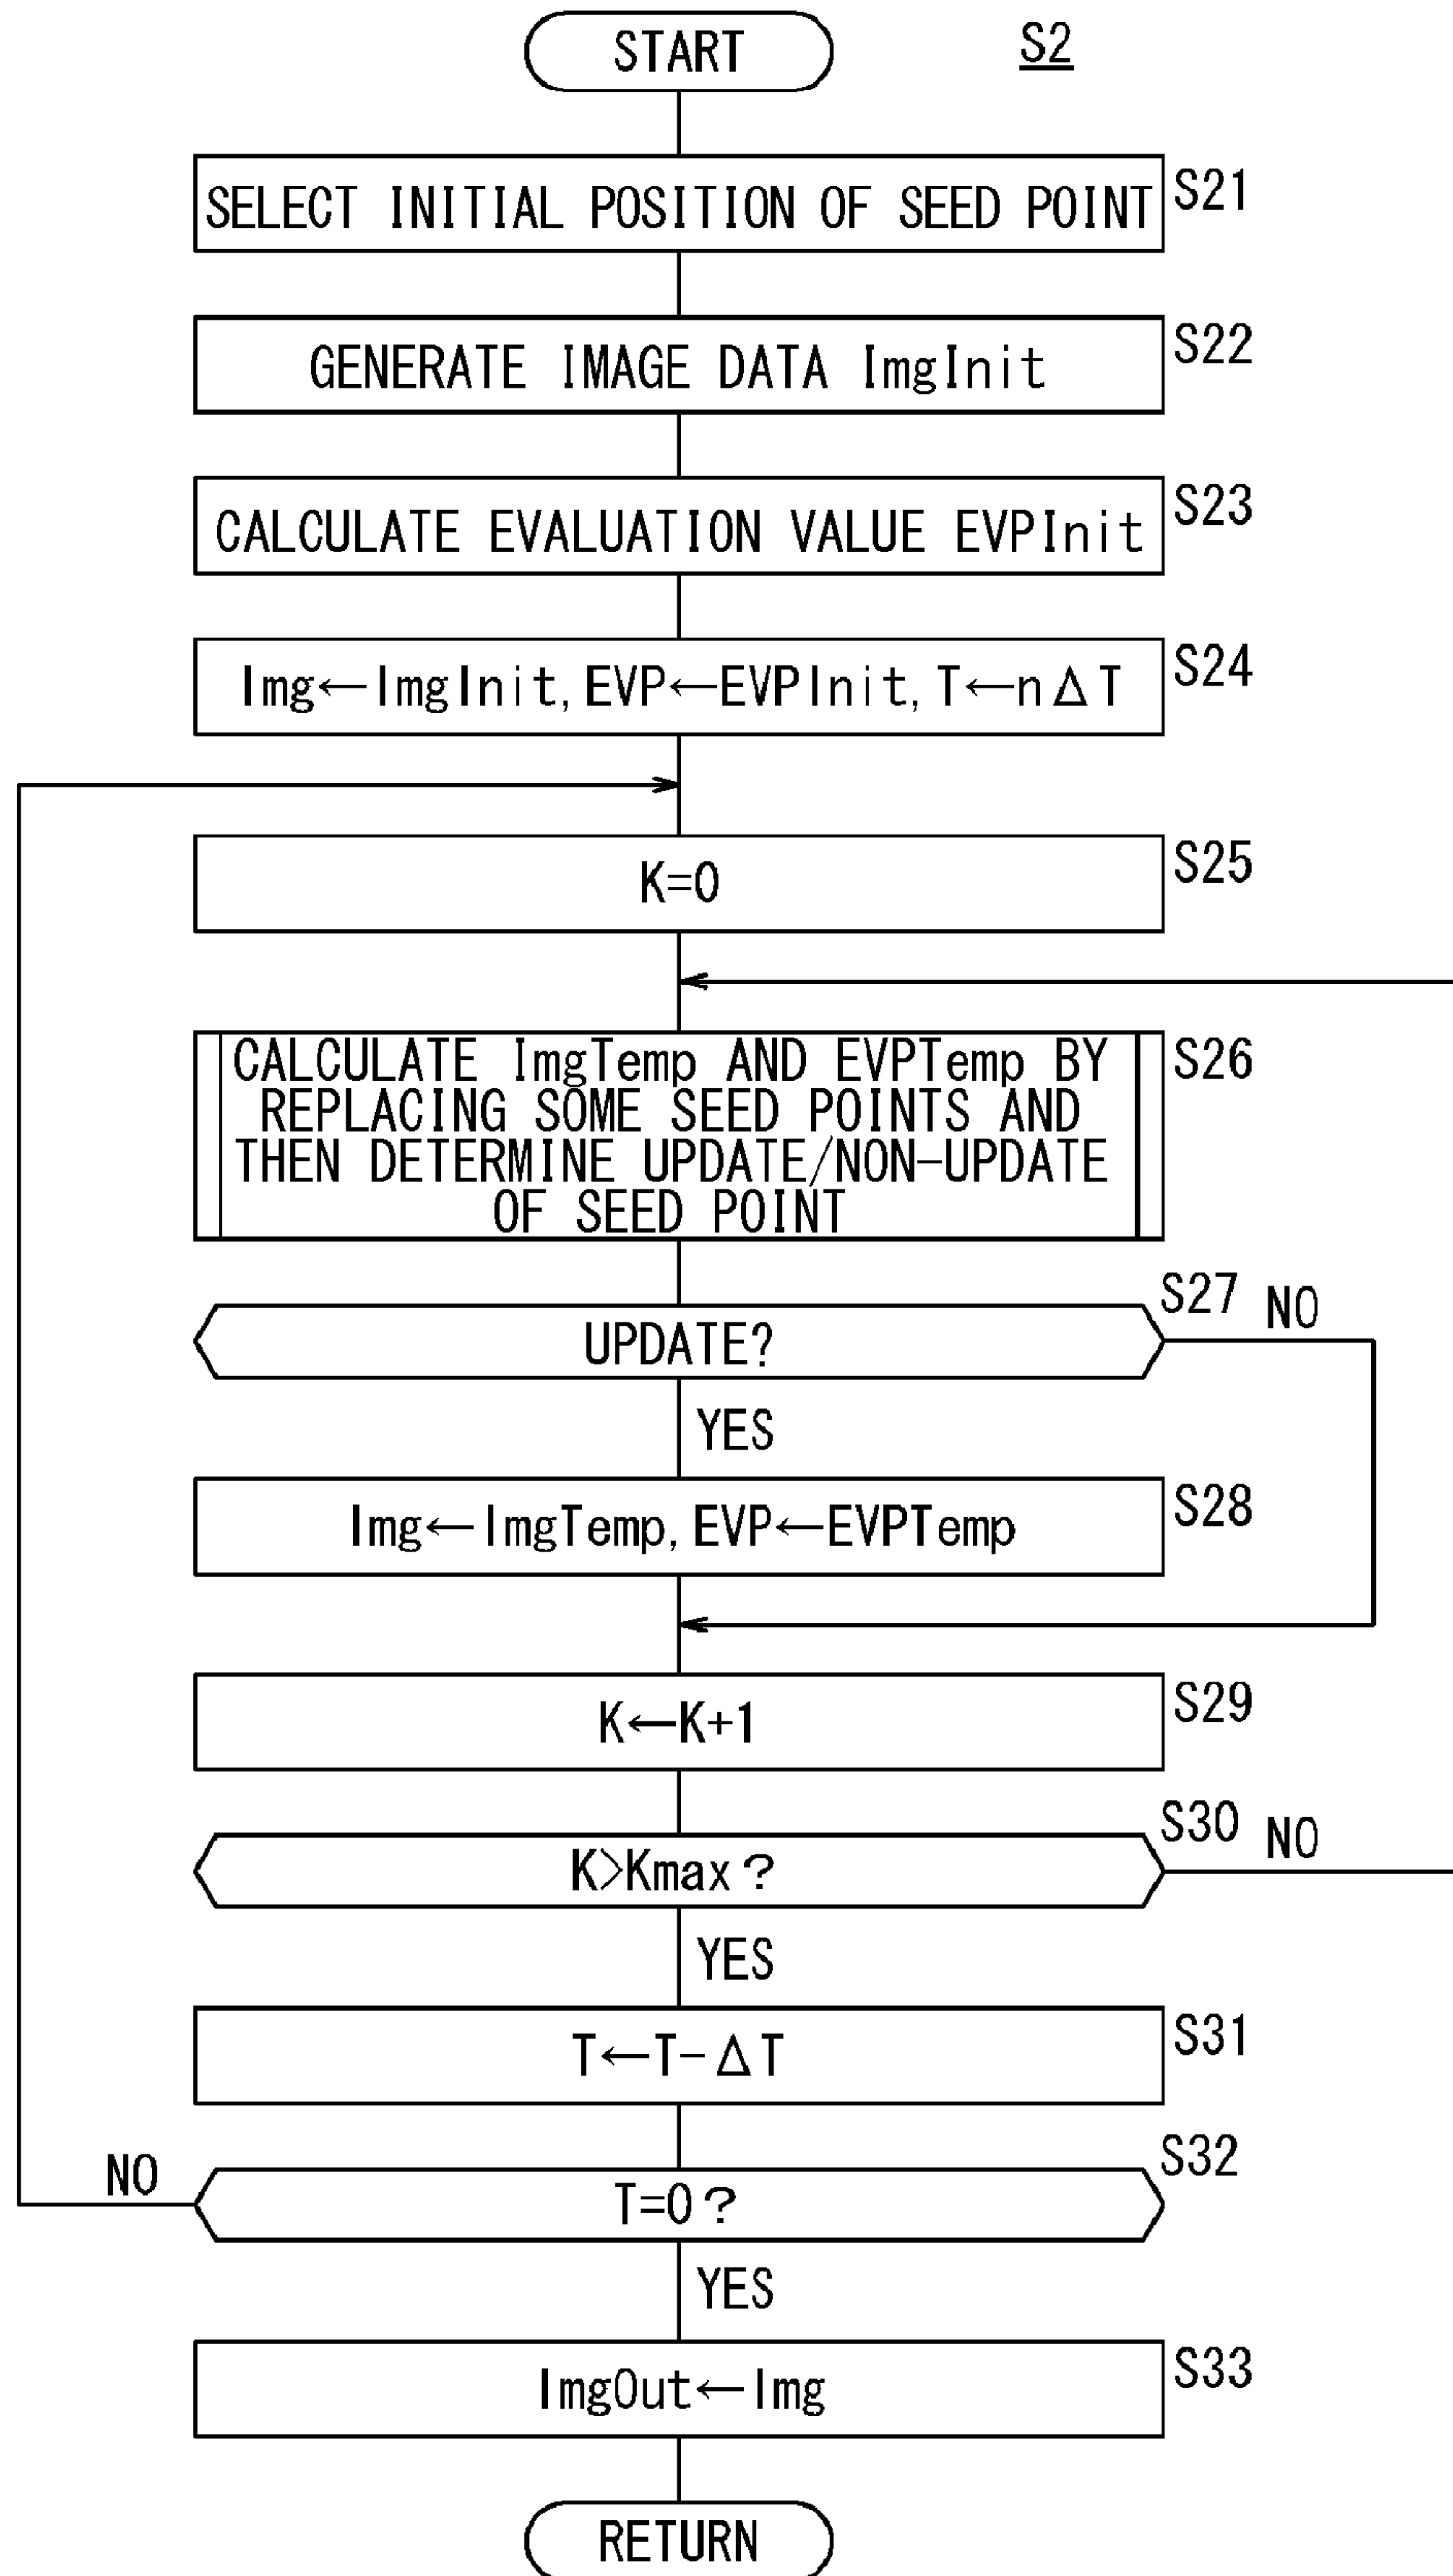 START
S2
SELECT INITIAL POSITION OF SEED POINT
S21
GENERATE IMAGE DATA ImgInit
S22
CALCULATE EVALUATION VALUE EVPInit
S23
Img←ImgInit, EVP←EVPInit, T←nΔT
S24
K=0
S25
CALCULATE ImgTemp AND EVPTemp BY
REPLACING SOME SEED POINTS AND
THEN DETERMINE UPDATE/NON-UPDATE
OF SEED POINT
S26
UPDATE?
S27
NO
YES
Img←ImgTemp, EVP←EVPTemp
S28
K←K+1
S29
K>Kmax?
S30
NO
YES
T←T-ΔT
S31
NO
T=0?
S32
YES
ImgOut←Img
S33
RETURN